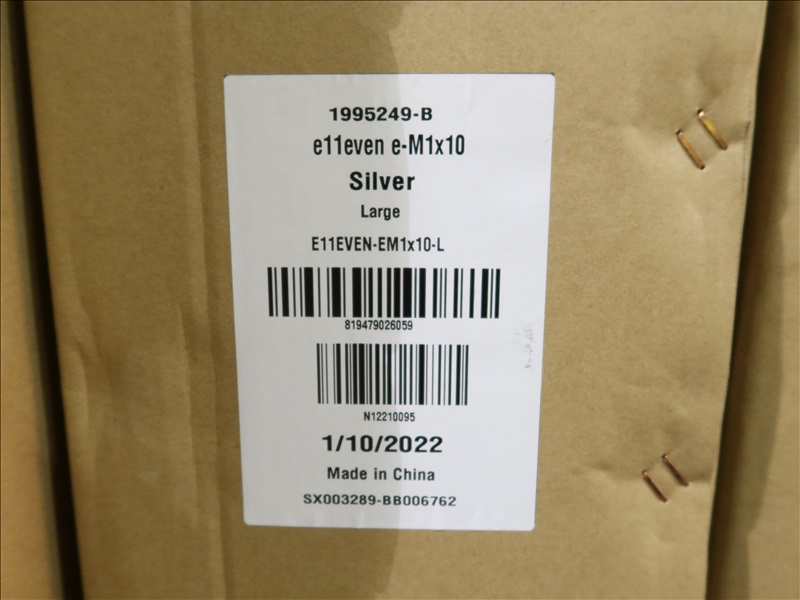 1995249-B
e11even e-M1x10
Silver
Large
E11EVEN-EM1x10-L
819479026059
N12210095
1/10/2022
Made in China
SX003289-BB006762